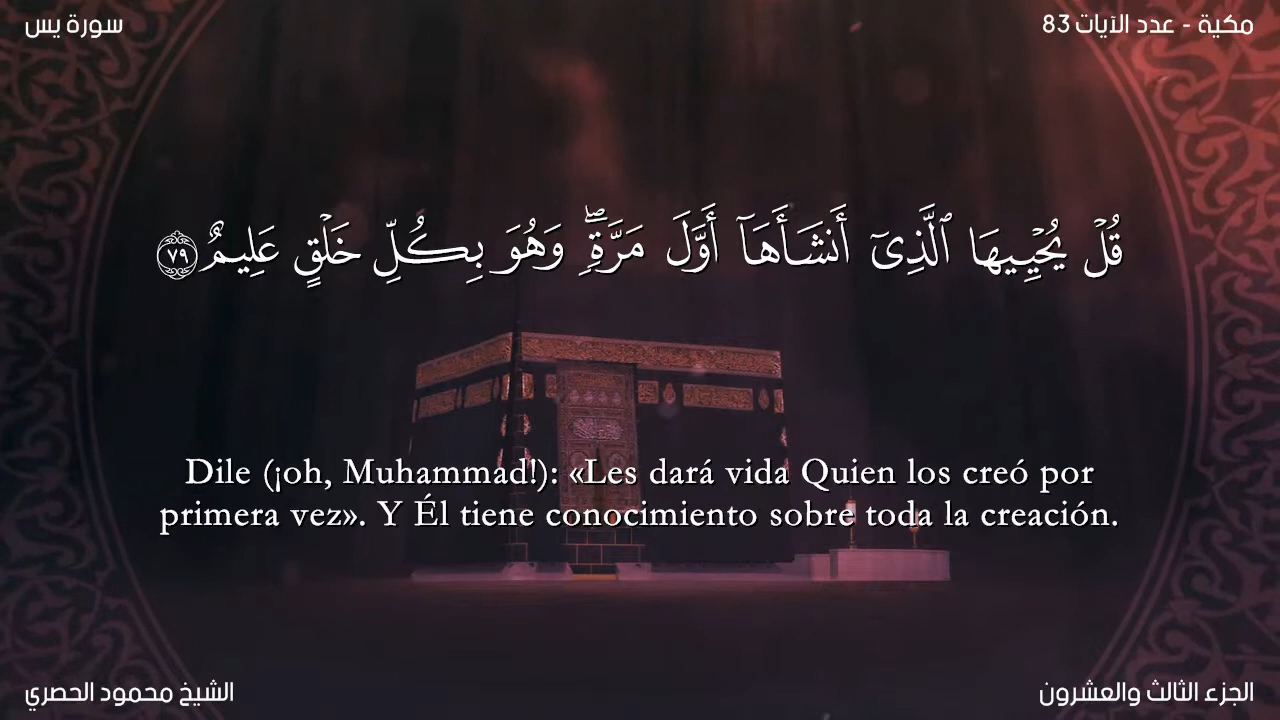 سورة يس
مكية - عدد الآيات 83
قُلْ يُحْيِيهَا ٱلَّذِىٓ أَنشَأَهَآ أَوَّلَ مَرَّةٍۢ ۖ وَهُوَ بِكُلِّ خَلْقٍ عَلِيمٌ ٧٩
Dile (¡oh, Muhammad!): «Les dará vida Quien los creó por
primera vez». Y Él tiene conocimiento sobre toda la creación.
الشيخ محمود الحصري
الجزء الثالث والعشرون